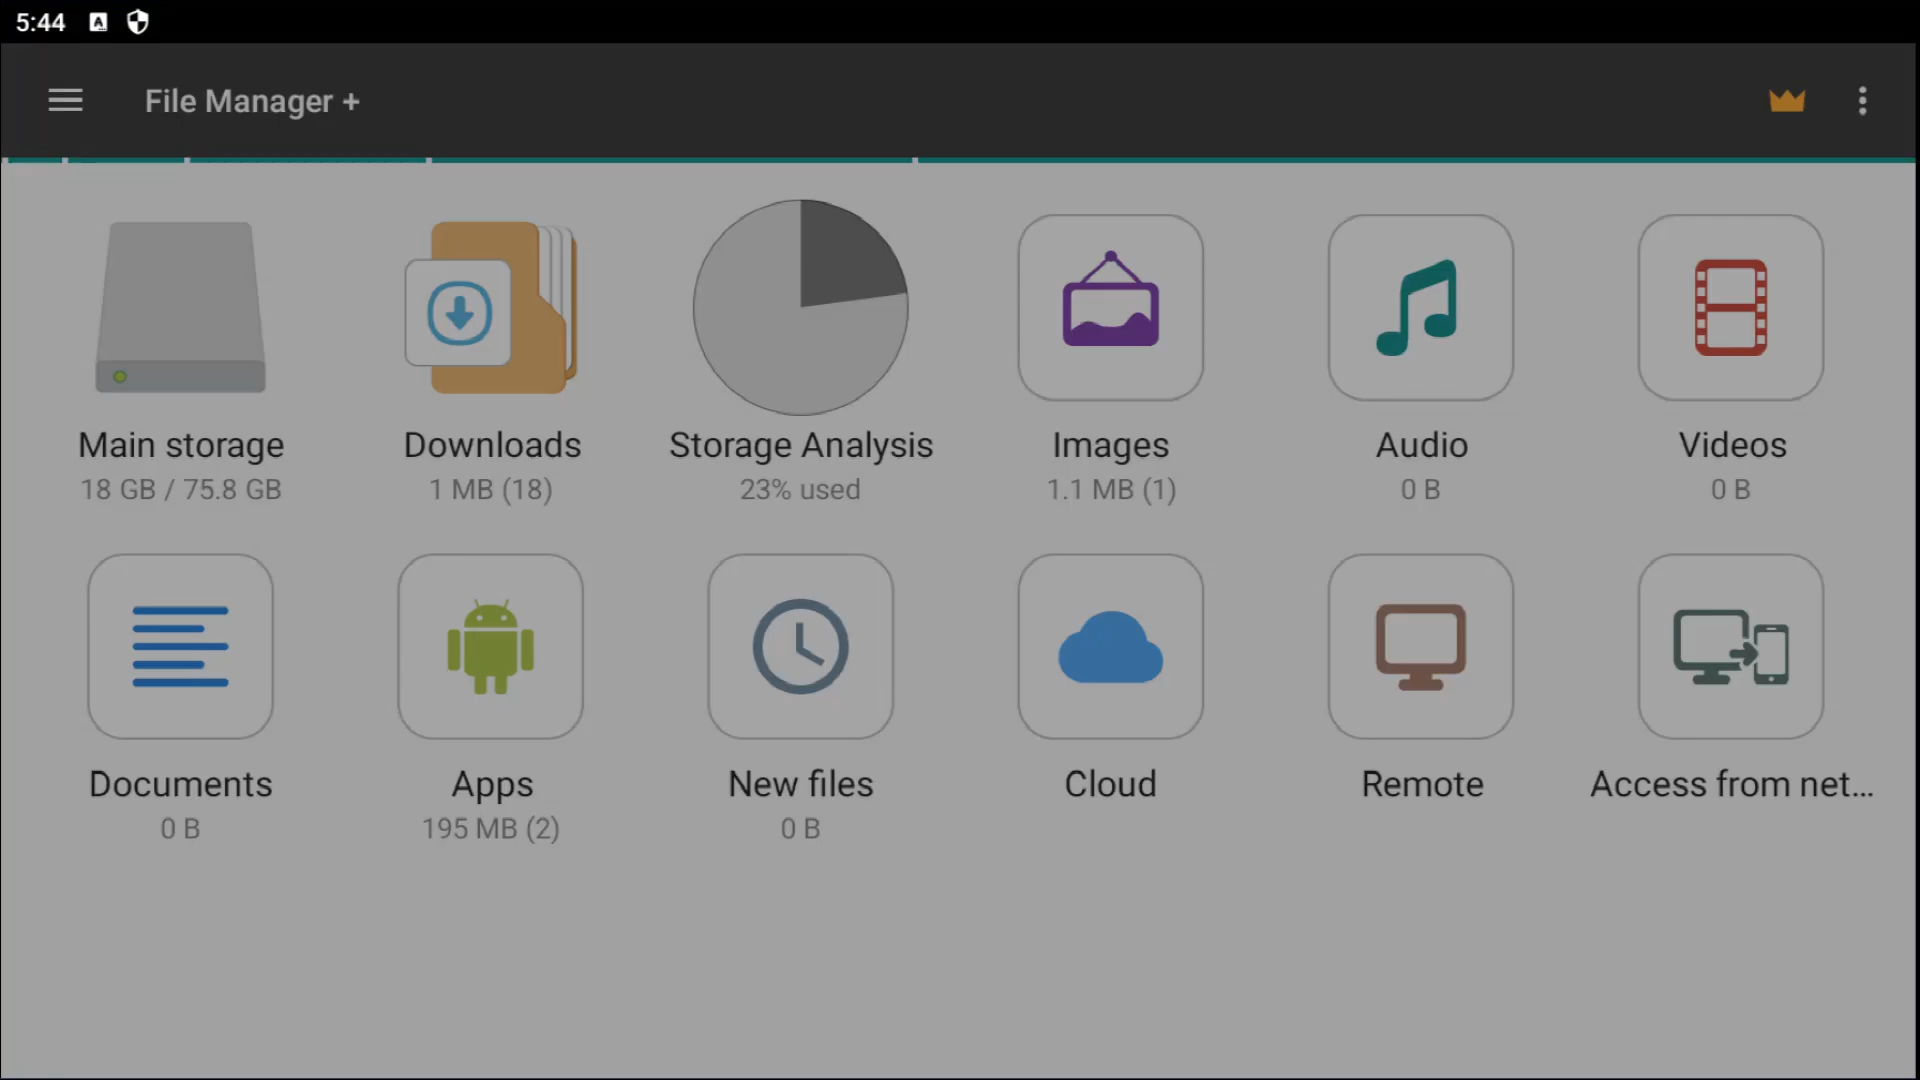 5:44
File Manager +
Main storage
18 GB / 75.8 GB
Downloads
1 MB (18)
Storage Analysis
23% used
Images
1.1 MB (1)
Audio
0 B
Videos
0 B
Documents
0 B
Apps
195 MB (2)
New files
0 B
Cloud
Remote
Access from net...